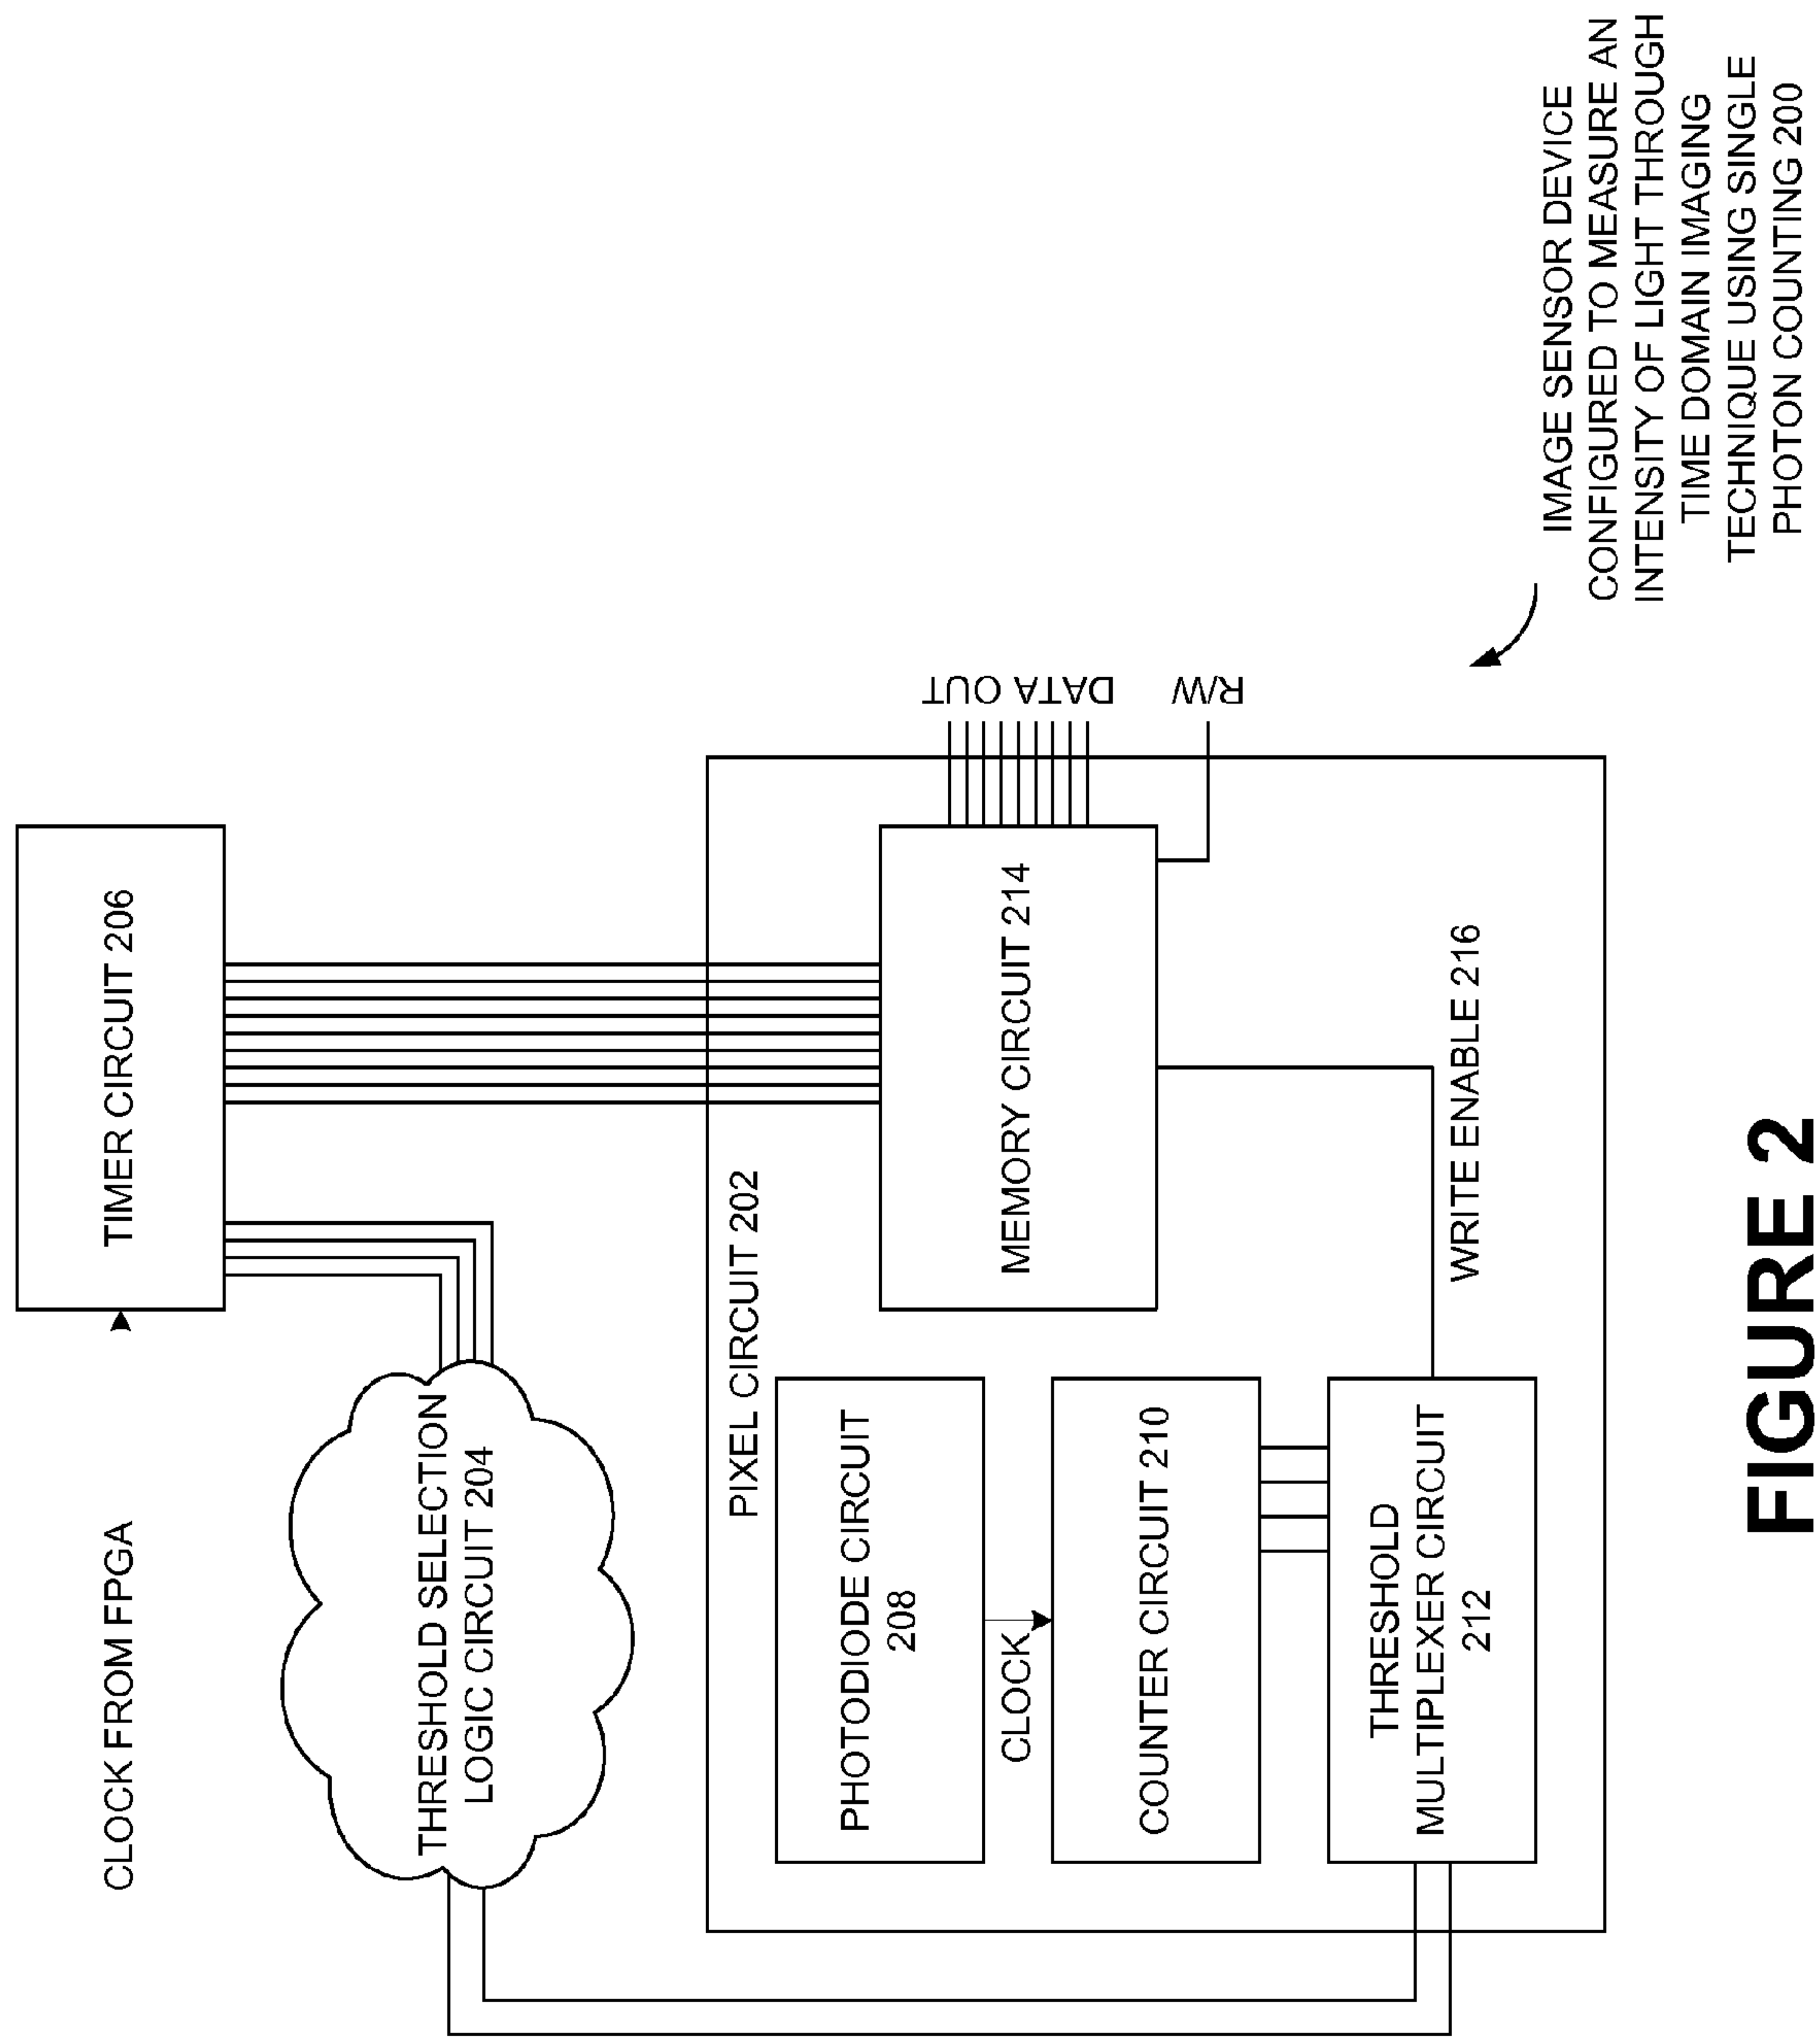 CLOCK FROM FPGA
TIMER CIRCUIT 206
THRESHOLD SELECTION
LOGIC CIRCUIT 204
PIXEL CIRCUIT 202
PHOTODIODE CIRCUIT
208
CLOCK
COUNTER CIRCUIT 210
THRESHOLD
MULTIPLEXER CIRCUIT
212
MEMORY CIRCUIT 214
WRITE ENABLE 216
DATA OUT
R/W
IMAGE SENSOR DEVICE
CONFIGURED TO MEASURE AN
INTENSITY OF LIGHT THROUGH
TIME DOMAIN IMAGING
TECHNIQUE USING SINGLE
PHOTON COUNTING 200
FIGURE 2